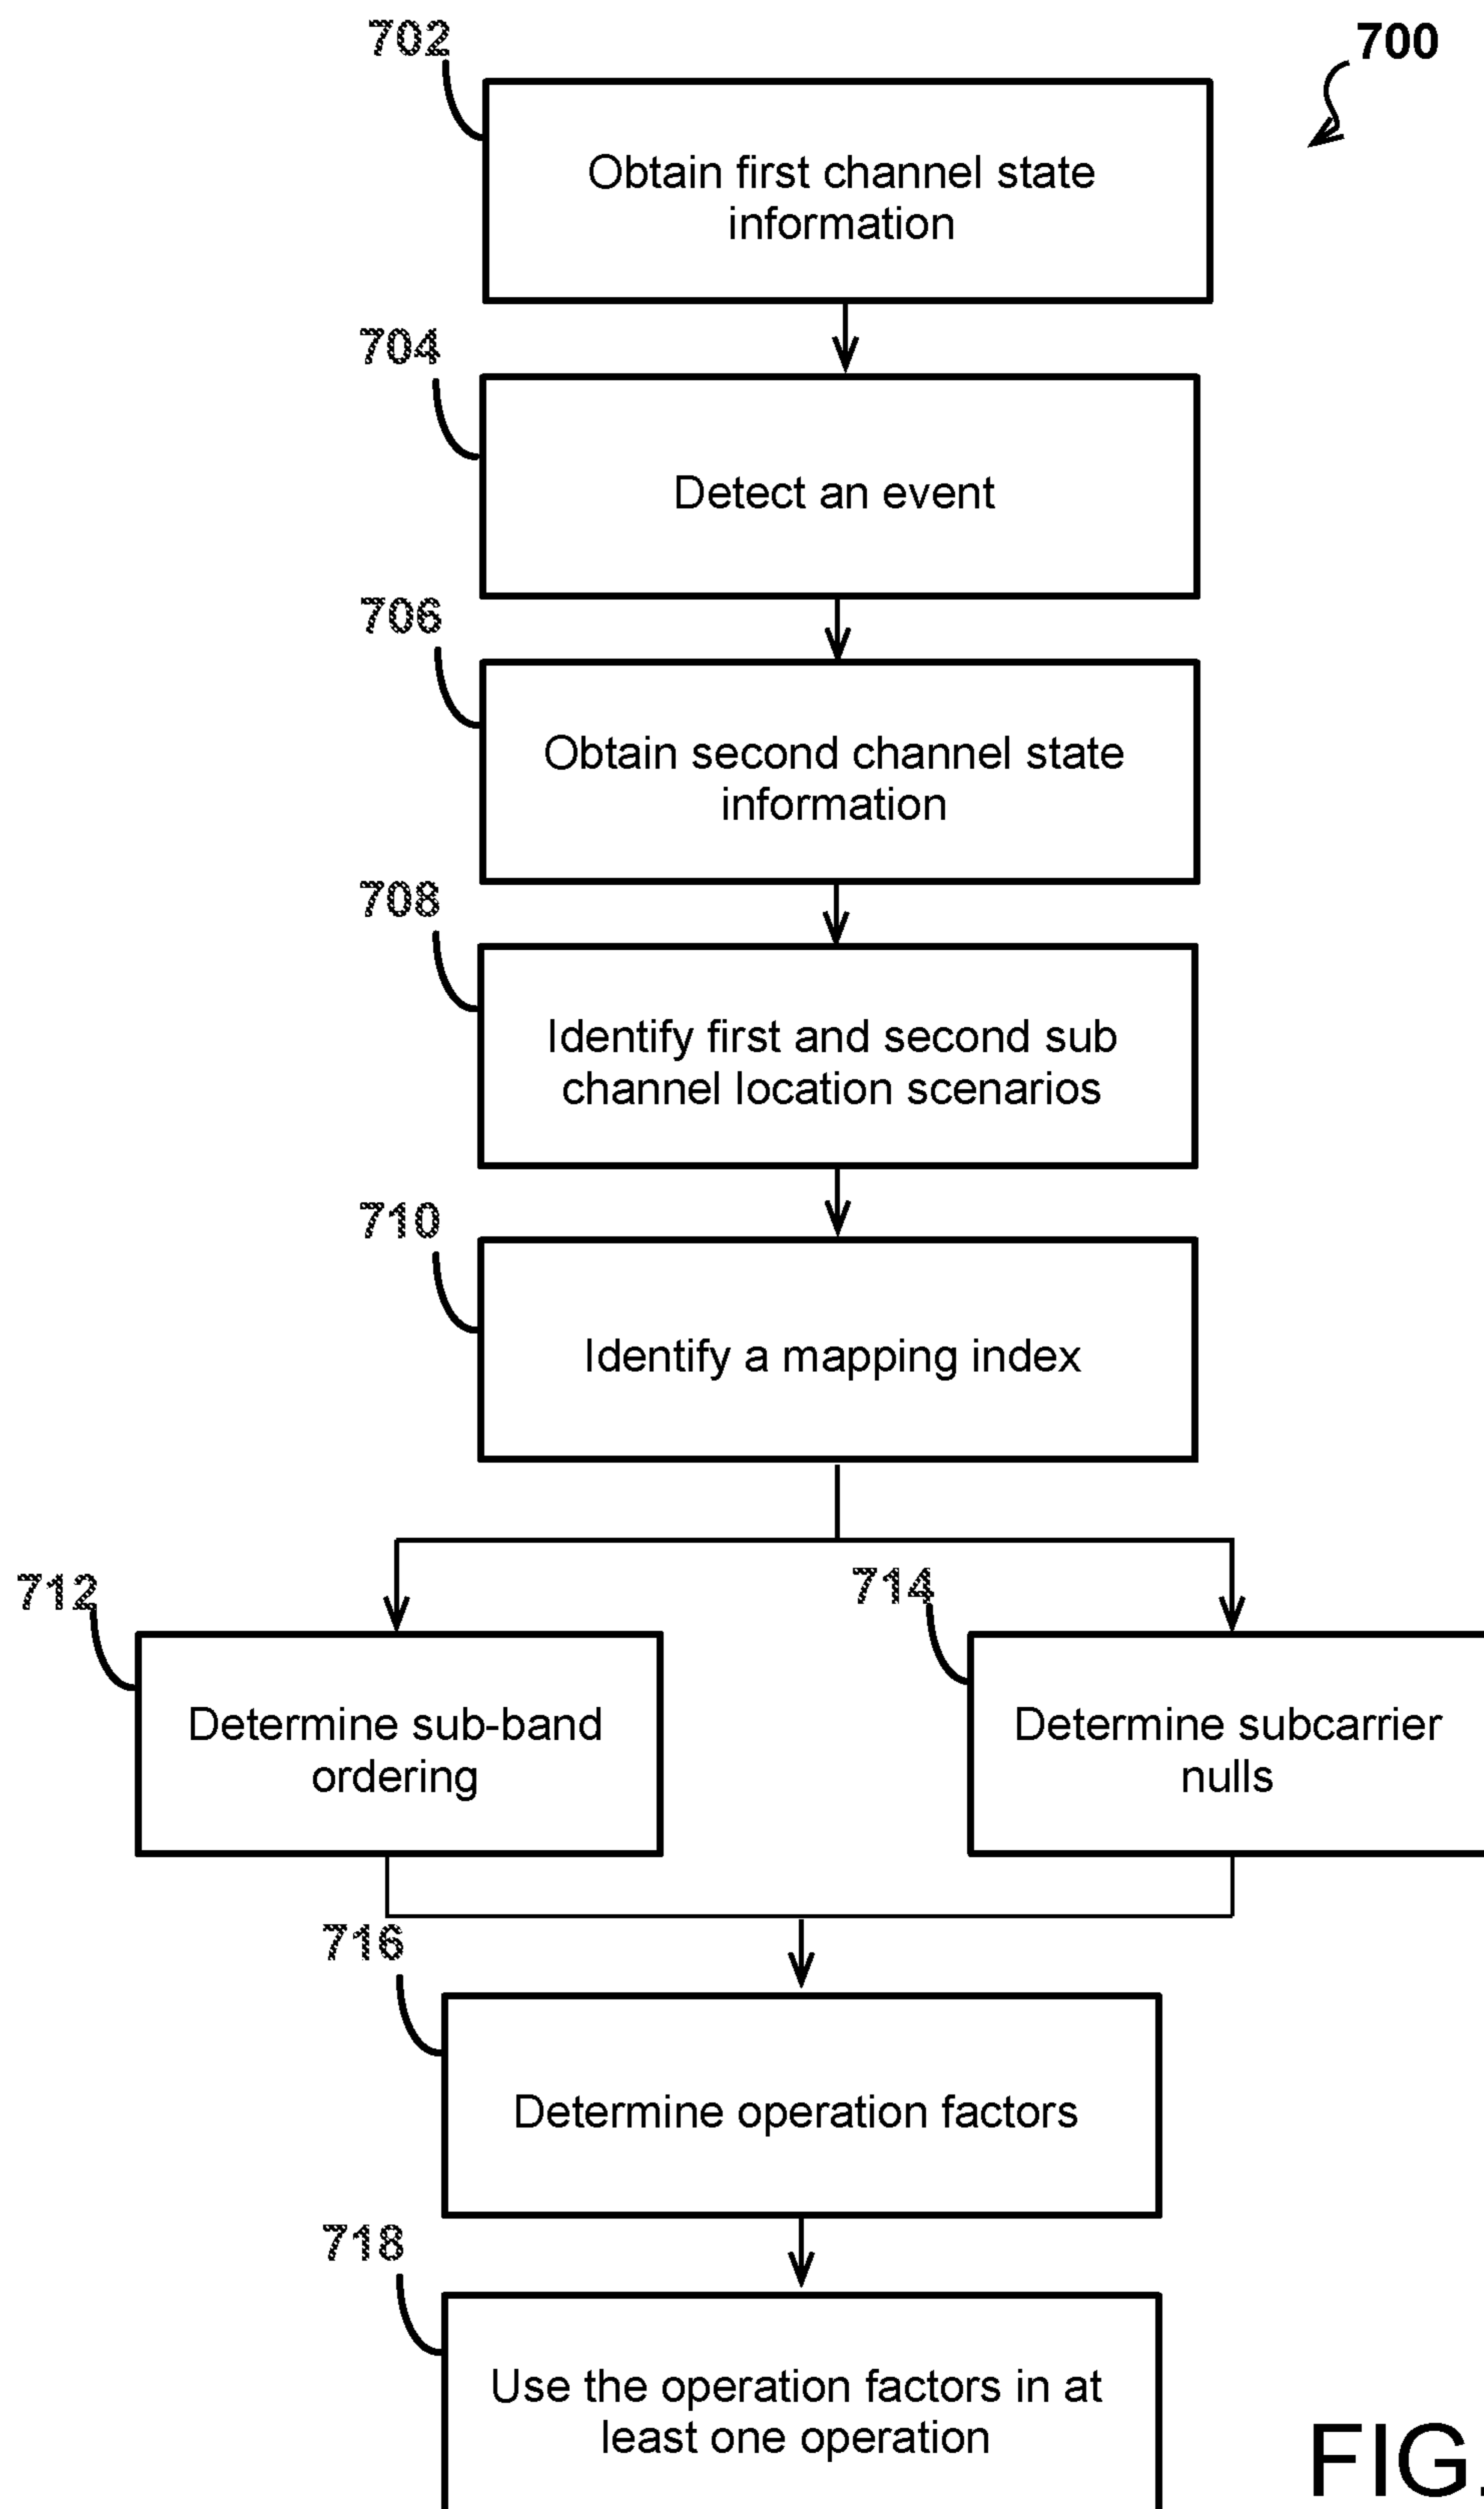 702
700
Obtain first channel state
information
704
Detect an event
706
Obtain second channel state
information
708
Identify first and second sub
channel location scenarios
710
Identify a mapping index
712
714
Determine sub-band
ordering
Determine subcarrier
nulls
716
Determine operation factors
718
Use the operation factors in at
least one operation
FIG.